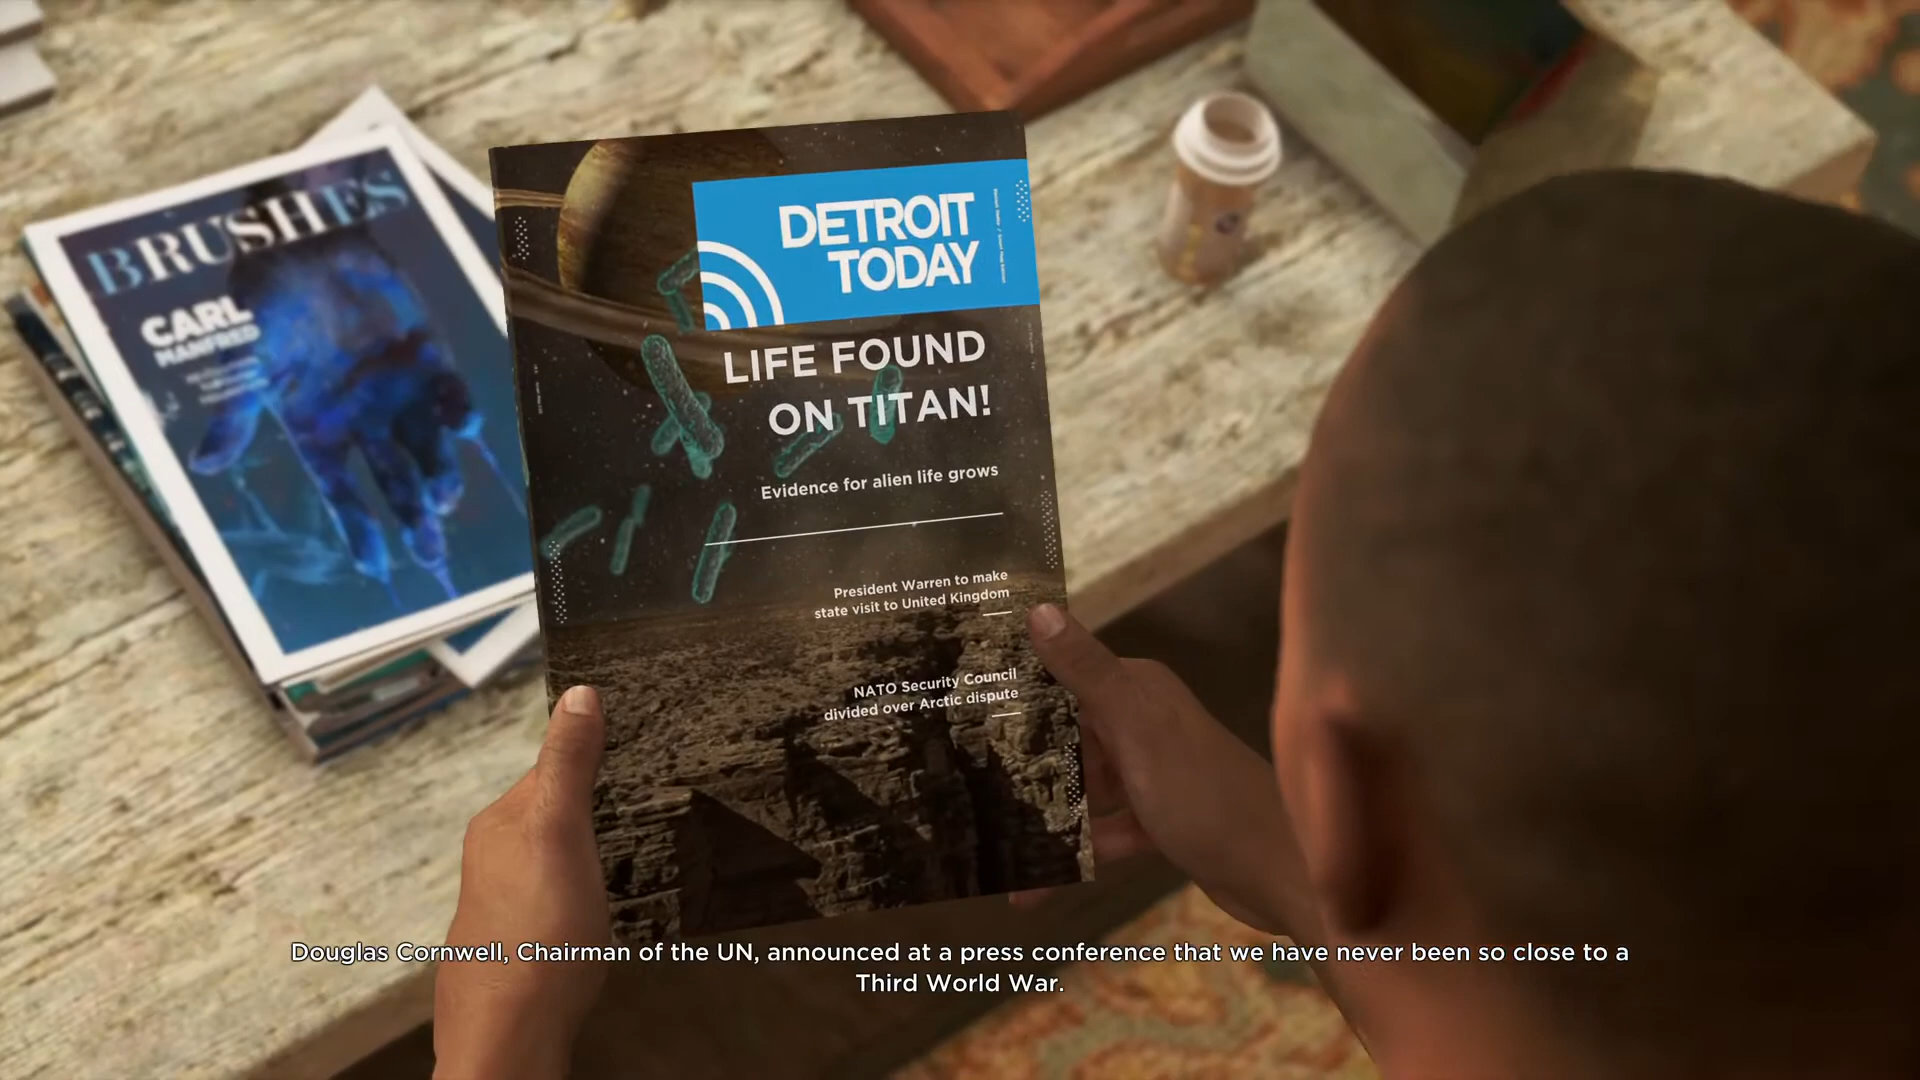 BRUSHES
CARL
MANFRED
DETROIT
TODAY
LIFE FOUND
ON TITAN!
Evidence for alien life grows
President Warren to make
state visit to United Kingdom
NATO Security Council
divided over Arctic dispute
Douglas Cornwell, Chairman of the UN, announced at a press conference that we have never been so close to a
Third World War.